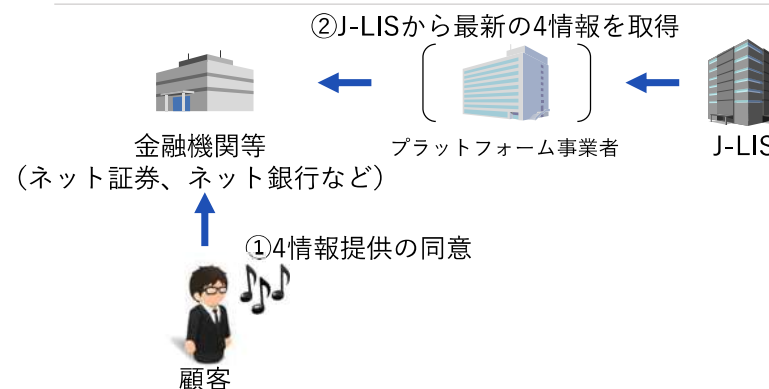 ②J-LISから最新の4情報を取得
金融機関等
（ネット証券、ネット銀行など）
プラットフォーム事業者
J-LIS
①4情報提供の同意
顧客